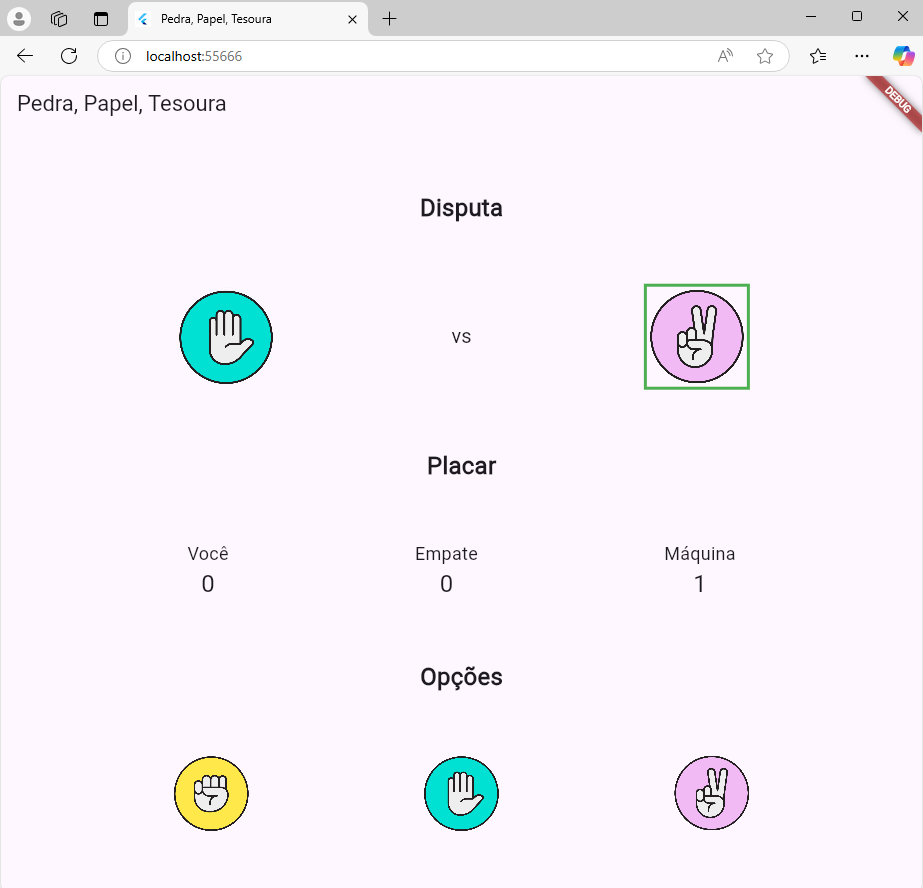 Pedra, Papel, Tesoura
localhost:55666
Pedra, Papel, Tesoura
DEBUG
Disputa
vs
Placar
Você Empate Máquina
0 0 1
Opções